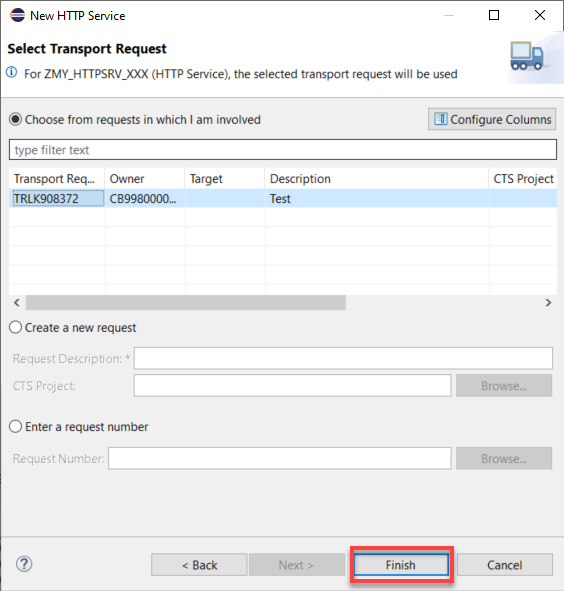 New HTTP Service
Select Transport Request
For ZMY_HTTPSRV_XXX (HTTP Service), the selected transport request will be used
Choose from requests in which I am involved
Configure Columns
type filter text
Transport Req... Owner Target Description CTS Project
TRLK908372 CB9980000... Test
Create a new request
Request Description: *
CTS Project: Browse...
Enter a request number
Request Number: Browse...
? < Back Next > Finish Cancel